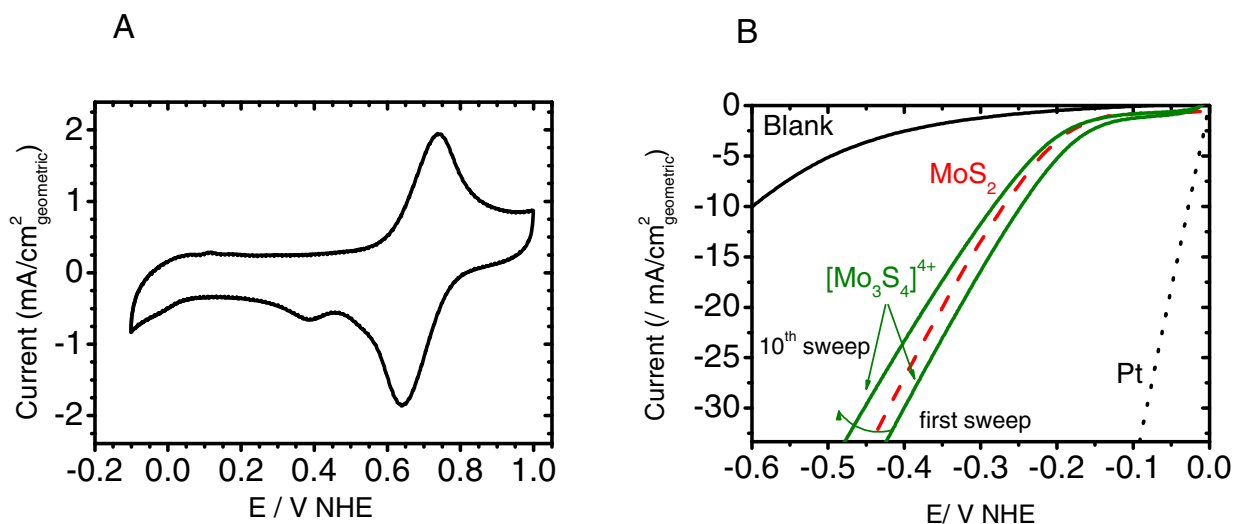 A
Current (mA/cm²geometric)
2
1
0
-1
-2
-0.2 0.0 0.2 0.4 0.6 0.8 1.0
E / V NHE
B
Current (/ mA/cm²geometric)
0
-5
-10
-15
-20
-25
-30
Blank
MoS₂
[Mo₃S₄]⁴⁺
10ᵗʰ sweep
Pt
first sweep
-0.6 -0.5 -0.4 -0.3 -0.2 -0.1 0.0
E/ V NHE